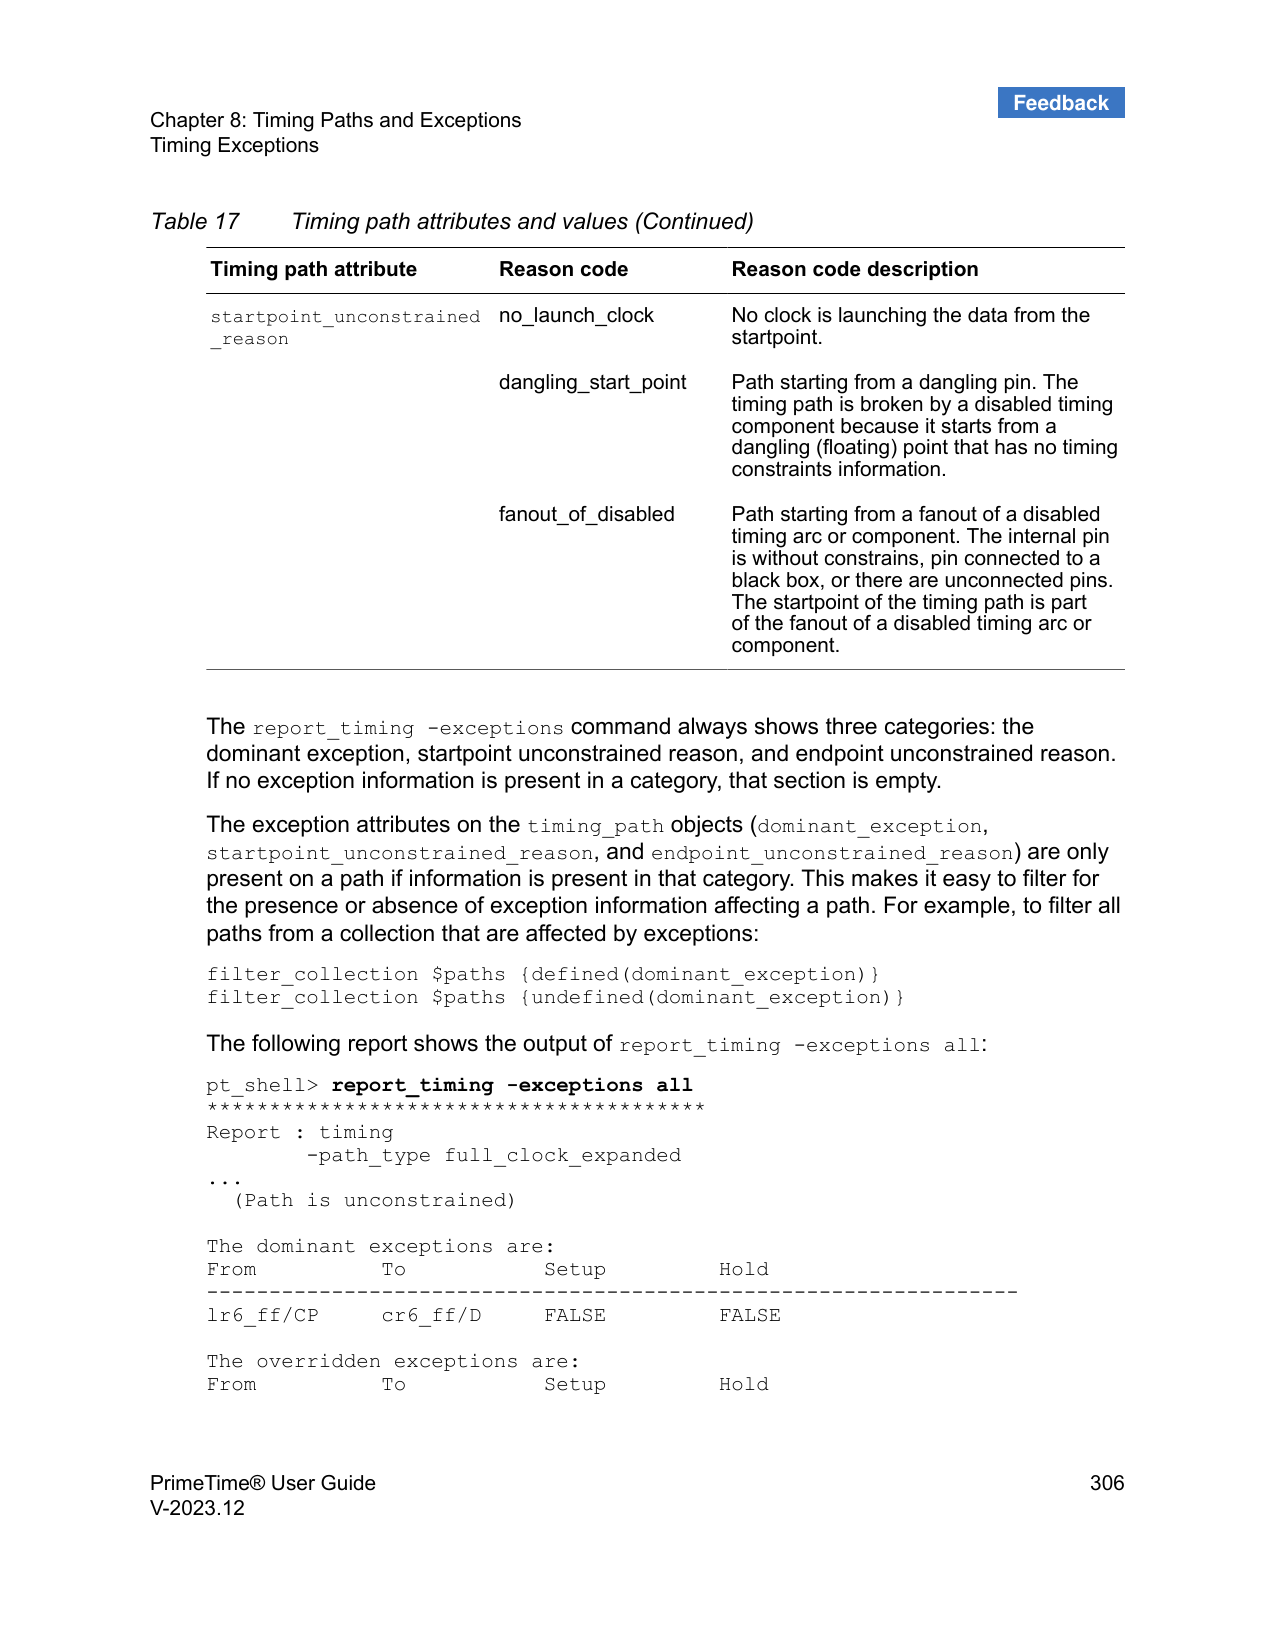 Feedback
Chapter 8: Timing Paths and Exceptions
Timing Exceptions
Table 17 Timing path attributes and values (Continued)
Timing path attribute Reason code Reason code description
startpoint_unconstrained no_launch_clock No clock is launching the data from the
_reason startpoint.
dangling_start_point Path starting from a dangling pin. The
timing path is broken by a disabled timing
component because it starts from a
dangling (floating) point that has no timing
constraints information.
fanout_of_disabled Path starting from a fanout of a disabled
timing arc or component. The internal pin
is without constrains, pin connected to a
black box, or there are unconnected pins.
The startpoint of the timing path is part
of the fanout of a disabled timing arc or
component.
The report_timing -exceptions command always shows three categories: the
dominant exception, startpoint unconstrained reason, and endpoint unconstrained reason.
If no exception information is present in a category, that section is empty.
The exception attributes on the timing_path objects (dominant_exception,
startpoint_unconstrained_reason, and endpoint_unconstrained_reason) are only
present on a path if information is present in that category. This makes it easy to filter for
the presence or absence of exception information affecting a path. For example, to filter all
paths from a collection that are affected by exceptions:
filter_collection $paths {defined(dominant_exception)}
filter_collection $paths {undefined(dominant_exception)}
The following report shows the output of report_timing -exceptions all:
pt_shell> report_timing -exceptions all
****************************************
Report : timing
        -path_type full_clock_expanded
...
  (Path is unconstrained)
The dominant exceptions are:
From          To           Setup         Hold
-----------------------------------------------------------------
lr6_ff/CP     cr6_ff/D     FALSE         FALSE
The overridden exceptions are:
From          To           Setup         Hold
PrimeTime® User Guide 306
V-2023.12